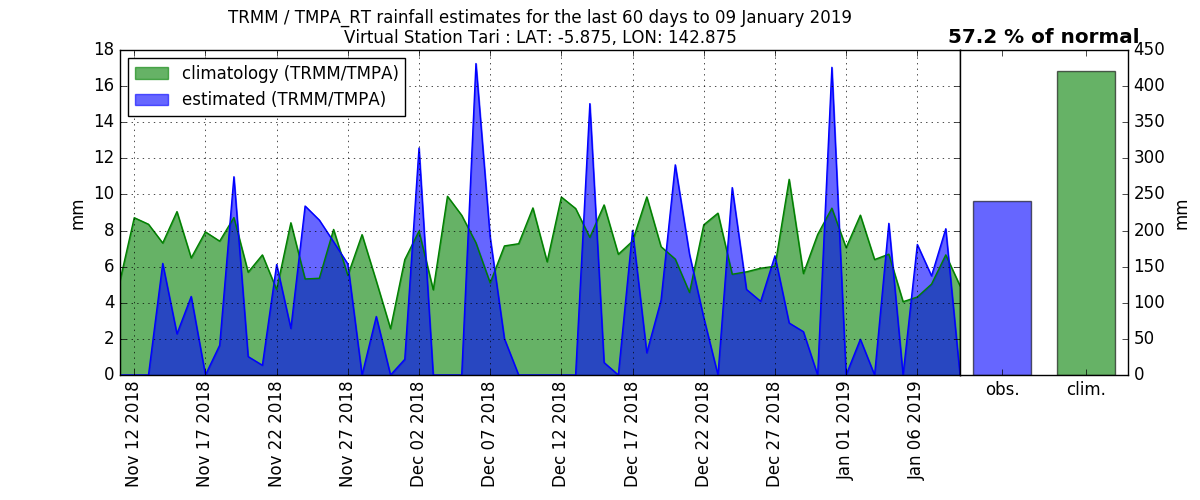 TRMM / TMPA_RT rainfall estimates for the last 60 days to 09 January 2019
Virtual Station Tari : LAT: -5.875, LON: 142.875
57.2 % of normal
climatology (TRMM/TMPA)
estimated (TRMM/TMPA)
mm
18
16
14
12
10
8
6
4
2
0
Nov 12 2018
Nov 17 2018
Nov 22 2018
Nov 27 2018
Dec 02 2018
Dec 07 2018
Dec 12 2018
Dec 17 2018
Dec 22 2018
Dec 27 2018
Jan 01 2019
Jan 06 2019
obs.
clim.
450
400
350
300
250
200
150
100
50
0
mm